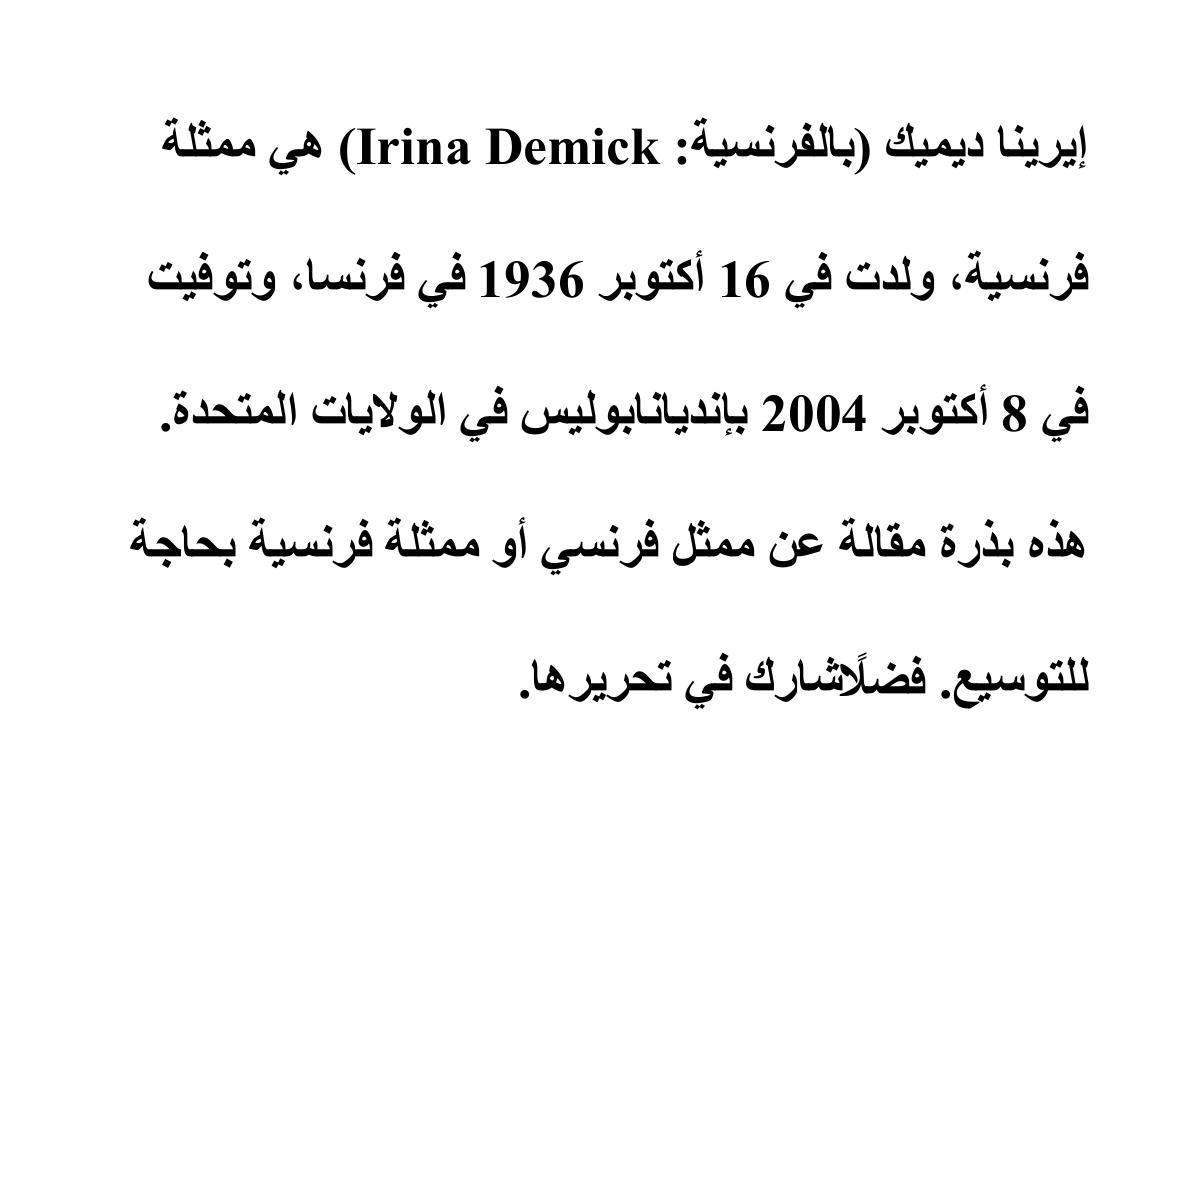 إيرينا ديميك (بالفرنسية: Irina Demick) هي ممثلة
فرنسية، ولدت في 16 أكتوبر 1936 في فرنسا، وتوفيت
في 8 أكتوبر 2004 بإنديانابوليس في الولايات المتحدة.
هذه بذرة مقالة عن ممثل فرنسي أو ممثلة فرنسية بحاجة
للتوسيع. فضلًاشارك في تحريرها.